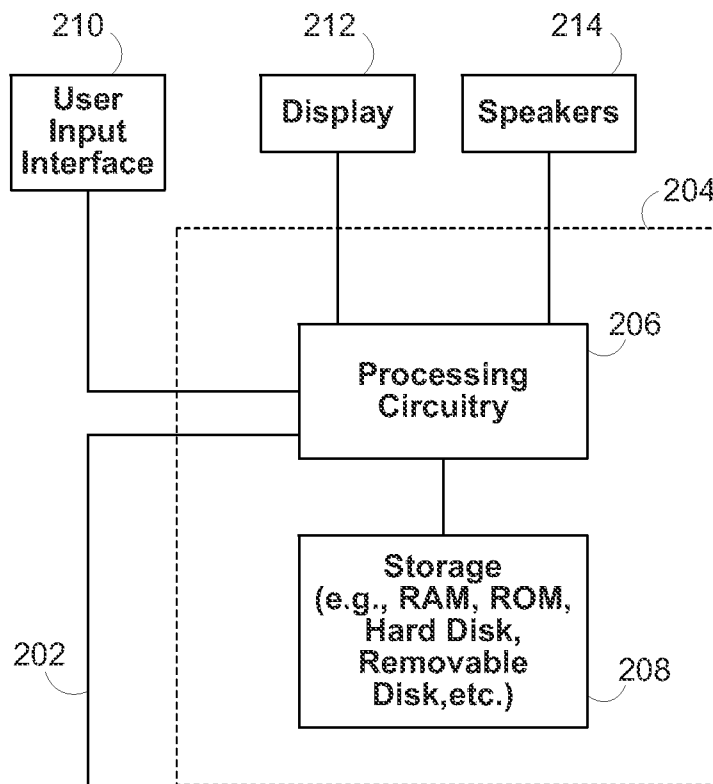 210
212
214
User
Input
Interface
Display
Speakers
204
206
Processing
Circuitry
Storage
(e.g., RAM, ROM,
Hard Disk,
Removable
Disk,etc.)
202
208